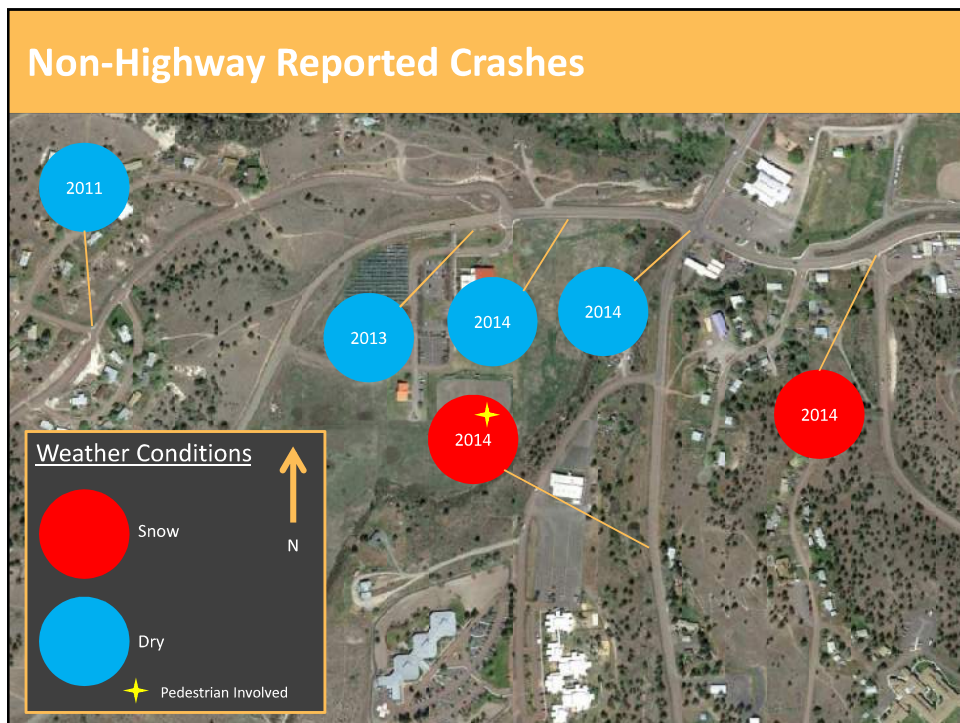 Non-Highway Reported Crashes
2011
2013
2014
2014
2014
2014
Weather Conditions
Snow
N
Dry
Pedestrian Involved